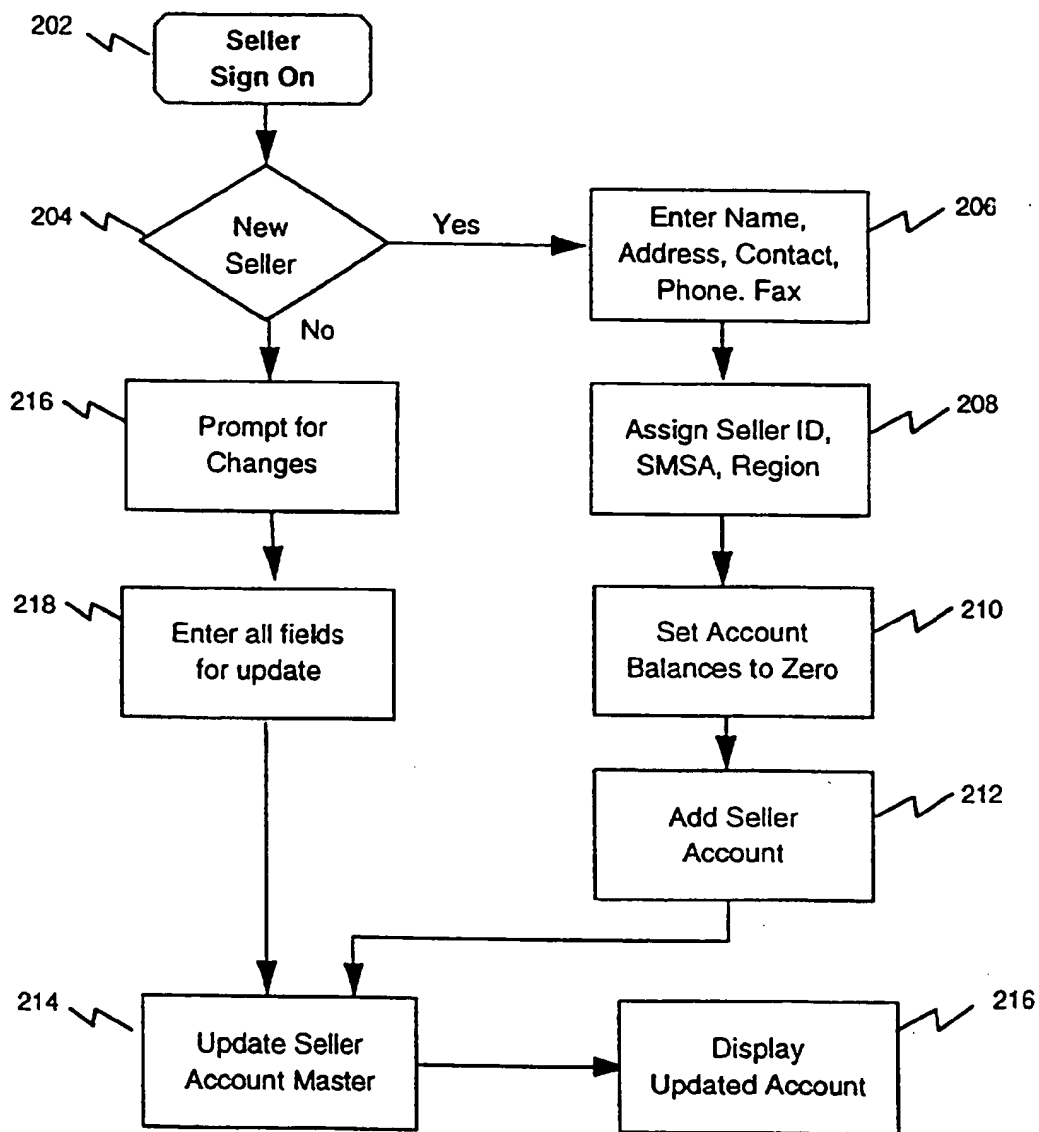 202
Seller
Sign On
204
New
Seller
Yes
Enter Name,
Address, Contact,
Phone. Fax
206
No
216
Prompt for
Changes
Assign Seller ID,
SMSA, Region
208
218
Enter all fields
for update
Set Account
Balances to Zero
210
Add Seller
Account
212
214
Update Seller
Account Master
Display
Updated Account
216